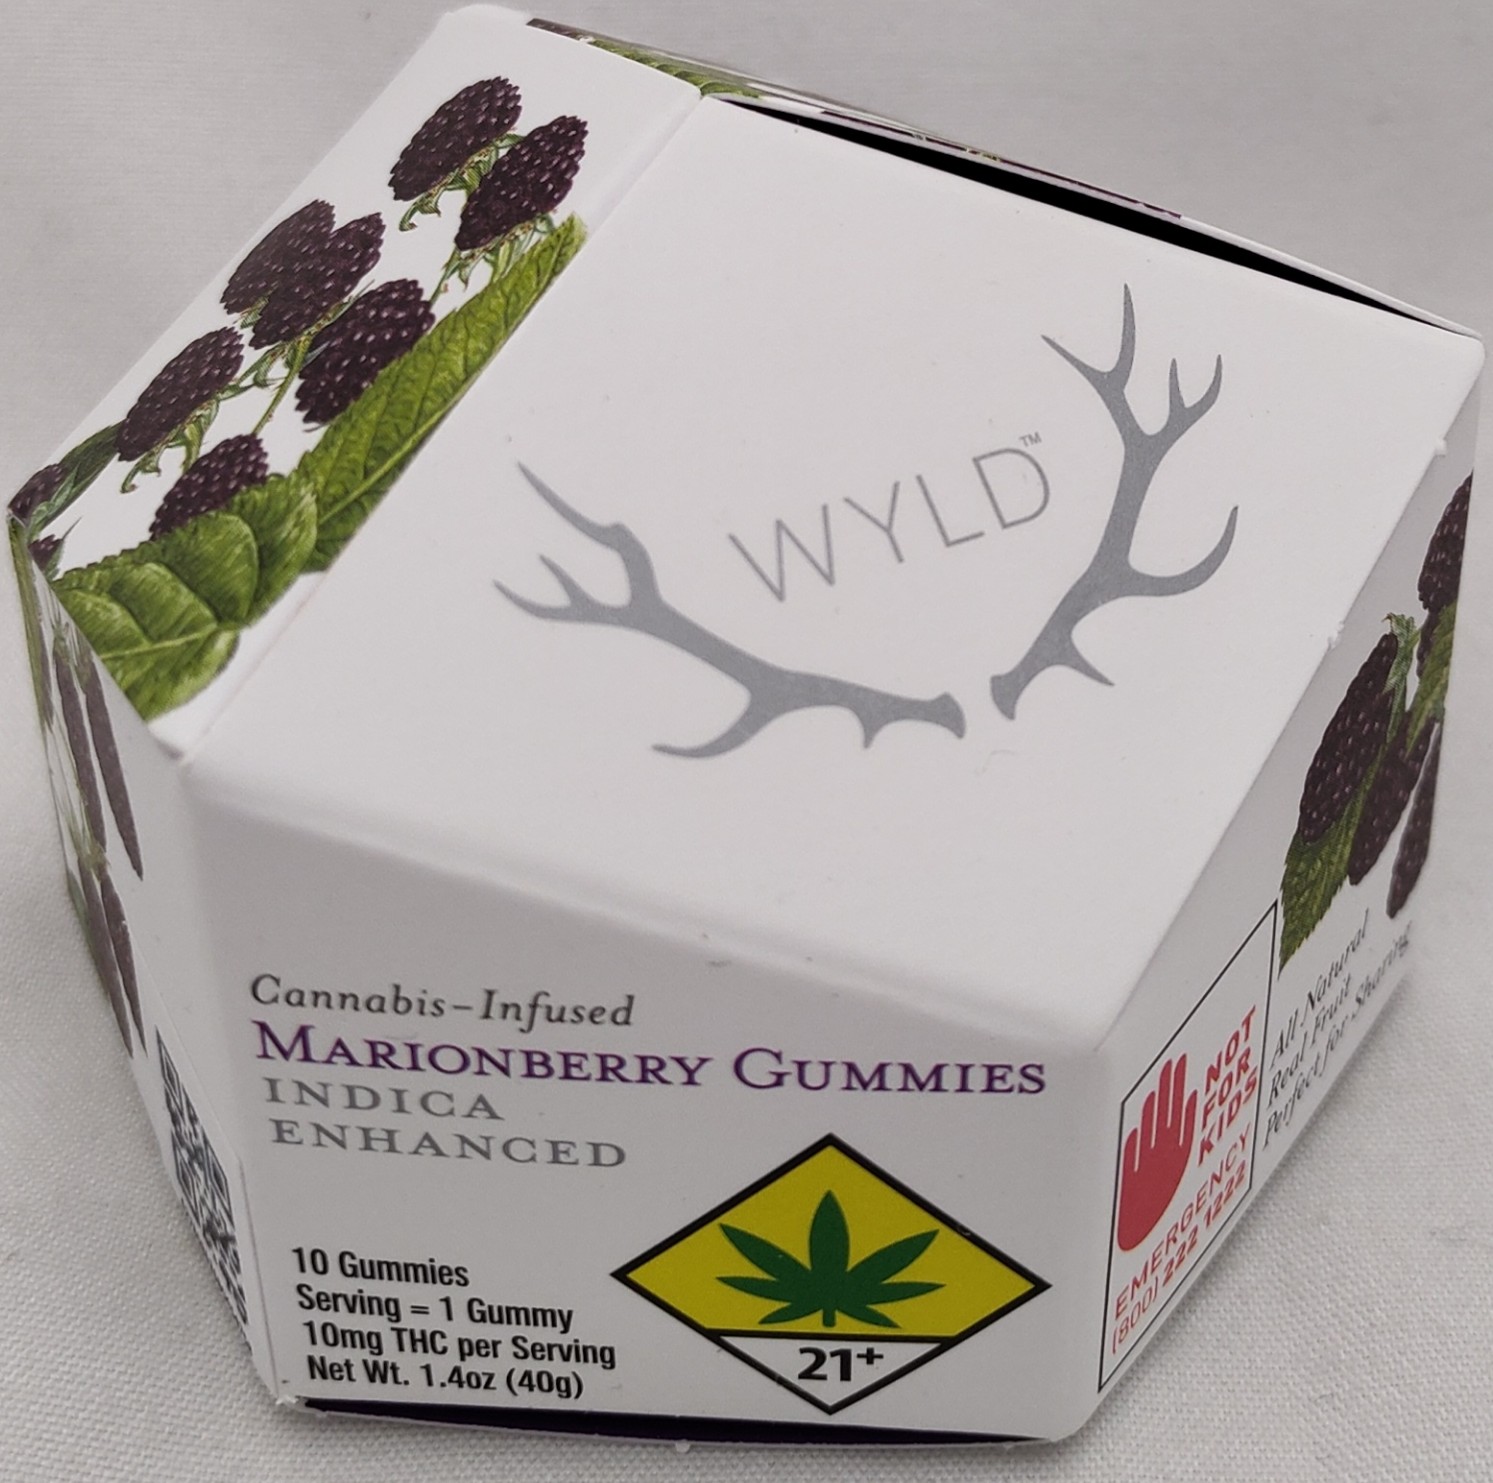 WYLD™
Cannabis-Infused
MARIONBERRY GUMMIES
INDICA
ENHANCED
10 Gummies
Serving = 1 Gummy
10mg THC per Serving
Net Wt. 1.4oz (40g)
21+
NOT
FOR
KIDS
EMERGENCY
(800) 222 1222
All Natural
Real Fruit
Perfect for Sharing